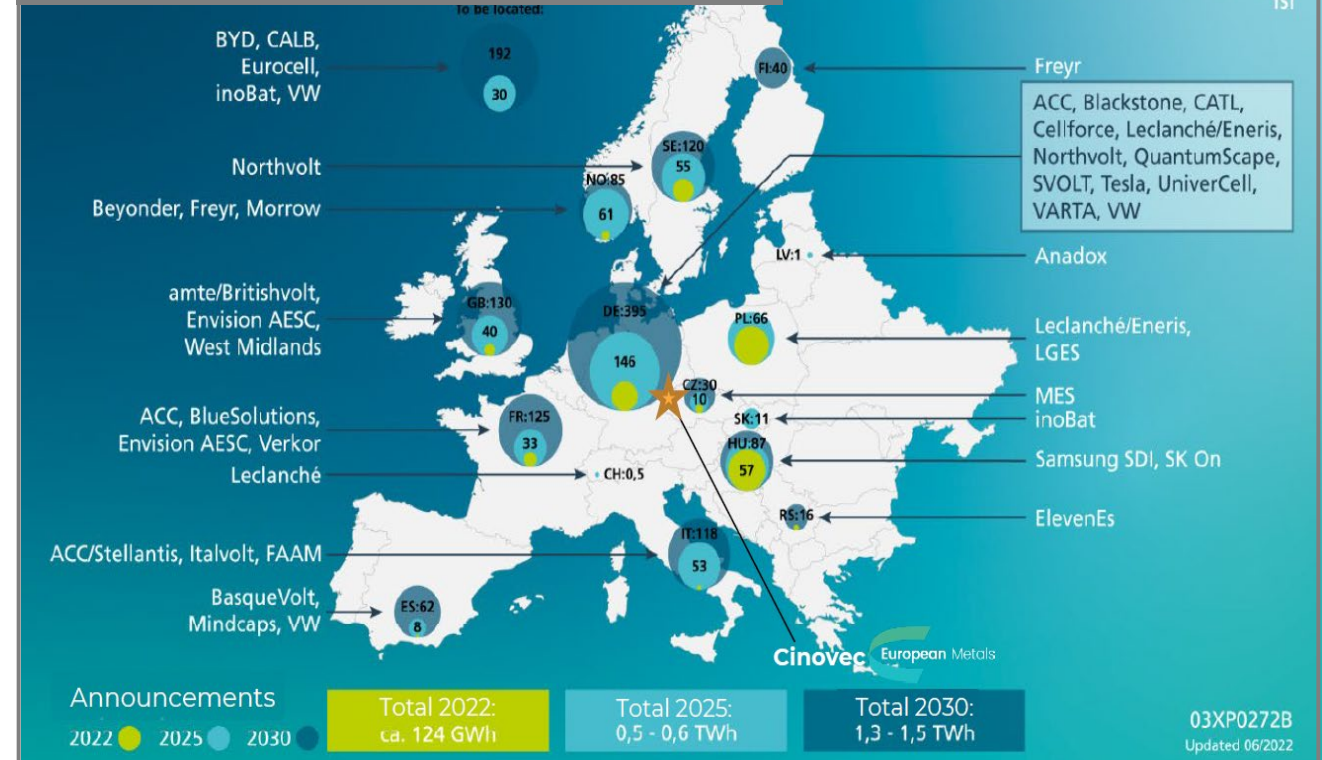 To be located:
BYD, CALB,
Eurocell,
inoBat, VW
192
30
FI:40
Freyr
ACC, Blackstone, CATL,
Cellforce, Leclanché/Eneris,
Northvolt, QuantumScape,
SVOLT, Tesla, UniverCell,
VARTA, VW
Northvolt
SE:120
55
Beyonder, Freyr, Morrow
NO:85
61
LV:1
Anadox
amte/Britishvolt,
Envision AESC,
West Midlands
GB:130
40
DE:395
146
PL:66
Leclanché/Eneris,
LGES
CZ:30
10
MES
ACC, BlueSolutions,
Envision AESC, Verkor
FR:125
33
SK:11
inoBat
HU:87
57
Samsung SDI, SK On
Leclanché
CH:0,5
RS:16
ElevenEs
ACC/Stellantis, Italvolt, FAAM
IT:118
53
BasqueVolt,
Mindcaps, VW
ES:62
8
Cinovec
European Metals
Announcements
2022 2025 2030
Total 2022:
ca. 124 GWh
Total 2025:
0,5 - 0,6 TWh
Total 2030:
1,3 - 1,5 TWh
03XP0272B
Updated 06/2022